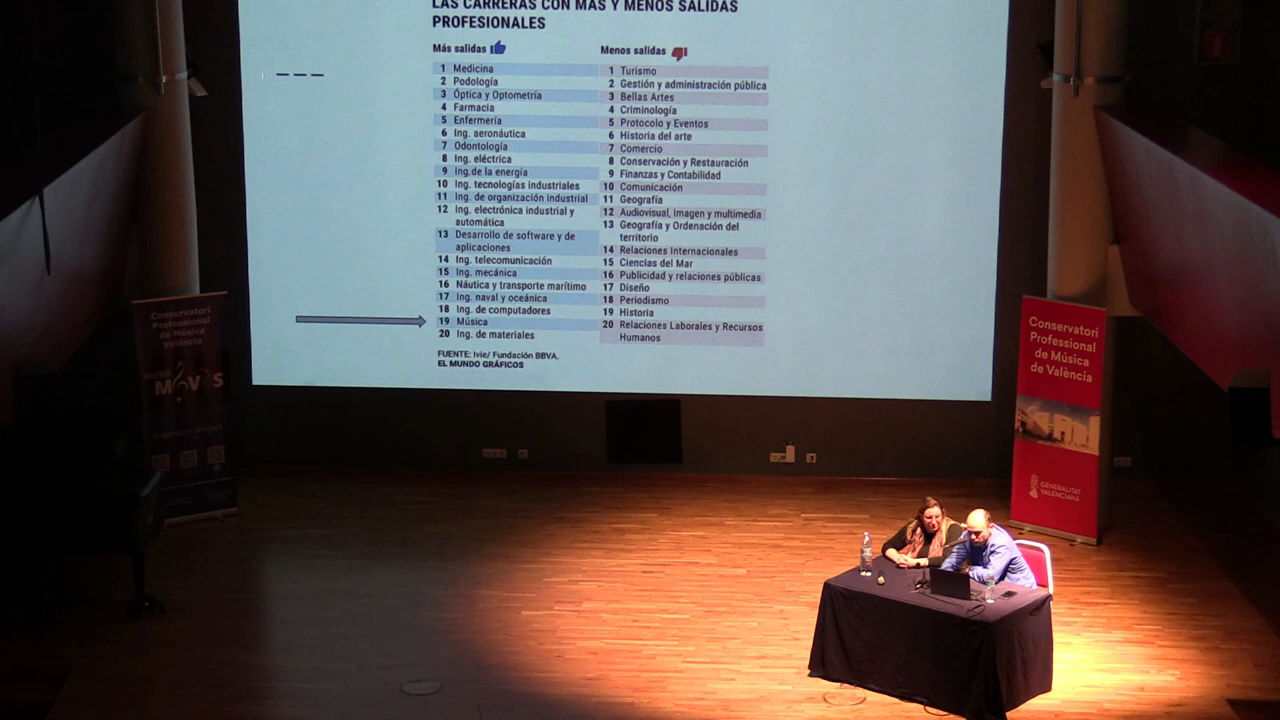 LAS CARRERAS CON MÁS Y MENOS SALIDAS
PROFESIONALES
Más salidas
1 Medicina
2 Podología
3 Óptica y Optometría
4 Farmacia
5 Enfermería
6 Ing. aeronáutica
7 Odontología
8 Ing. eléctrica
9 Ing.de la energía
10 Ing. tecnologías industriales
11 Ing. de organización industrial
12 Ing. electrónica industrial y
automática
13 Desarrollo de software y de
aplicaciones
14 Ing. telecomunicación
15 Ing. mecánica
16 Náutica y transporte marítimo
17 Ing. naval y oceánica
18 Ing. de computadores
19 Música
20 Ing. de materiales
Menos salidas
1 Turismo
2 Gestión y administración pública
3 Bellas Artes
4 Criminología
5 Protocolo y Eventos
6 Historia del arte
7 Comercio
8 Conservación y Restauración
9 Finanzas y Contabilidad
10 Comunicación
11 Geografía
12 Audiovisual, Imagen y multimedia
13 Geografía y Ordenación del
territorio
14 Relaciones Internacionales
15 Ciencias del Mar
16 Publicidad y relaciones públicas
17 Diseño
18 Periodismo
19 Historia
20 Relaciones Laborales y Recursos
Humanos
FUENTE: Ivie/ Fundación BBVA.
EL MUNDO GRÁFICOS
Conservatori
Professional
de Música
València
Conservatori
Professional
de Música
de València
GENERALITAT
VALENCIANA